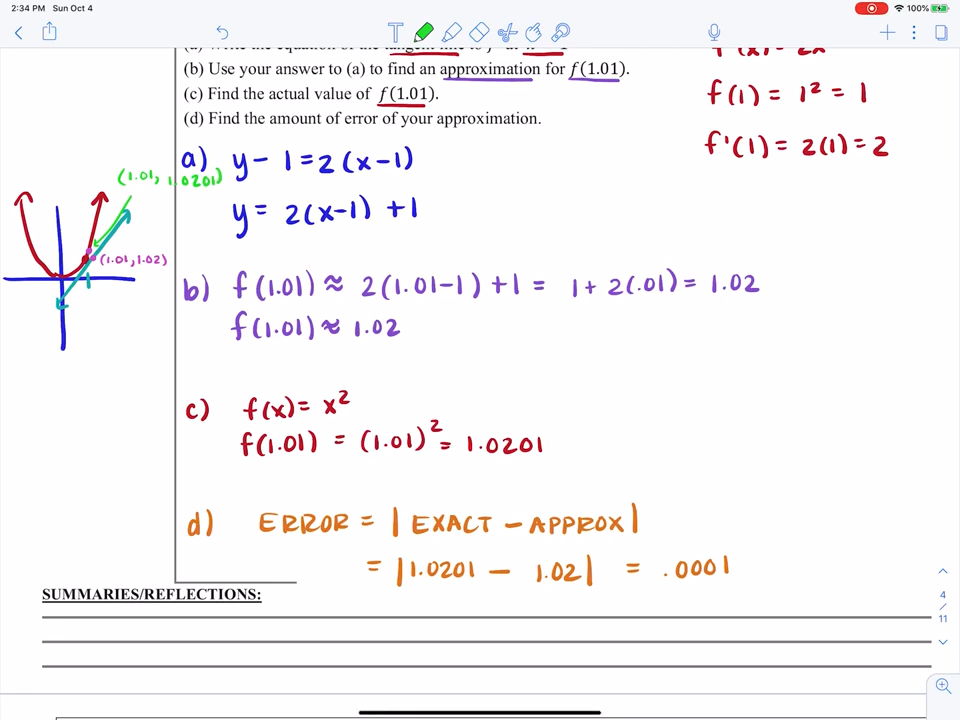 2:34 PM Sun Oct 4
100%
(b) Use your answer to (a) to find an approximation for f(1.01).
(c) Find the actual value of f(1.01).
(d) Find the amount of error of your approximation.
f(1) = 1² = 1
f'(1) = 2(1) = 2
a) y - 1 = 2(x-1)
(1.01, 1.0201)
y = 2(x-1) + 1
(1.01, 1.02)
1
b) f(1.01) ≈ 2(1.01-1) + 1 = 1 + 2(.01) = 1.02
f(1.01) ≈ 1.02
c) f(x) = x²
f(1.01) = (1.01)² = 1.0201
d) ERROR = |EXACT - APPROX|
= |1.0201 - 1.02| = .0001
SUMMARIES/REFLECTIONS:
4
/
11